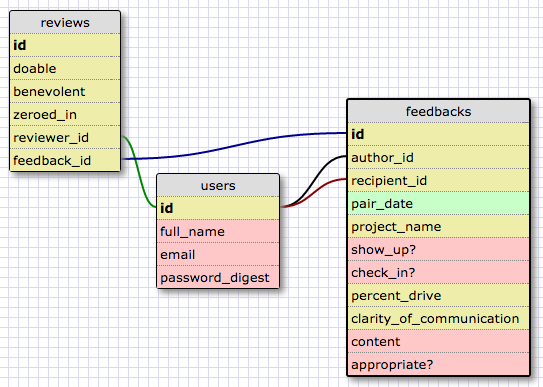 reviews
id
doable
benevolent
zeroed_in
reviewer_id
feedback_id
users
id
full_name
email
password_digest
feedbacks
id
author_id
recipient_id
pair_date
project_name
show_up?
check_in?
percent_drive
clarity_of_communication
content
appropriate?